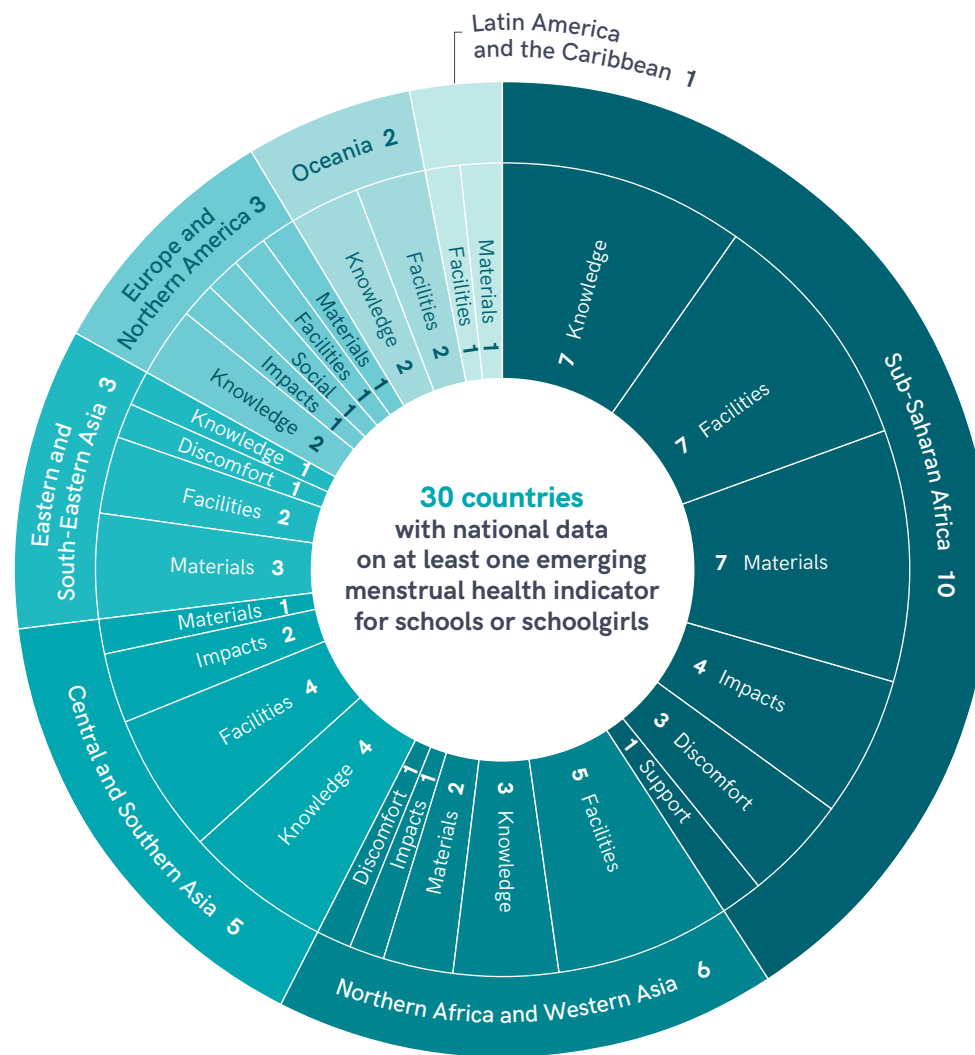 Latin America
and the Caribbean 1
Sub-Saharan Africa 10
7 Knowledge
7 Facilities
7 Materials
4 Impacts
3 Discomfort
1 Support
Northern Africa and Western Asia 6
5 Facilities
3 Knowledge
2 Materials
1 Impacts
1 Discomfort
Central and Southern Asia 5
Knowledge 4
Facilities 4
Impacts 2
Materials 1
Eastern and
South-Eastern Asia 3
Materials 3
Facilities 2
Discomfort 1
Knowledge 1
Europe and
Northern America 3
Knowledge 2
Impacts 1
Social 1
Facilities 1
Materials 1
Oceania 2
Knowledge 2
Facilities 2
Facilities 1
Materials 1
30 countries
with national data
on at least one emerging
menstrual health indicator
for schools or schoolgirls